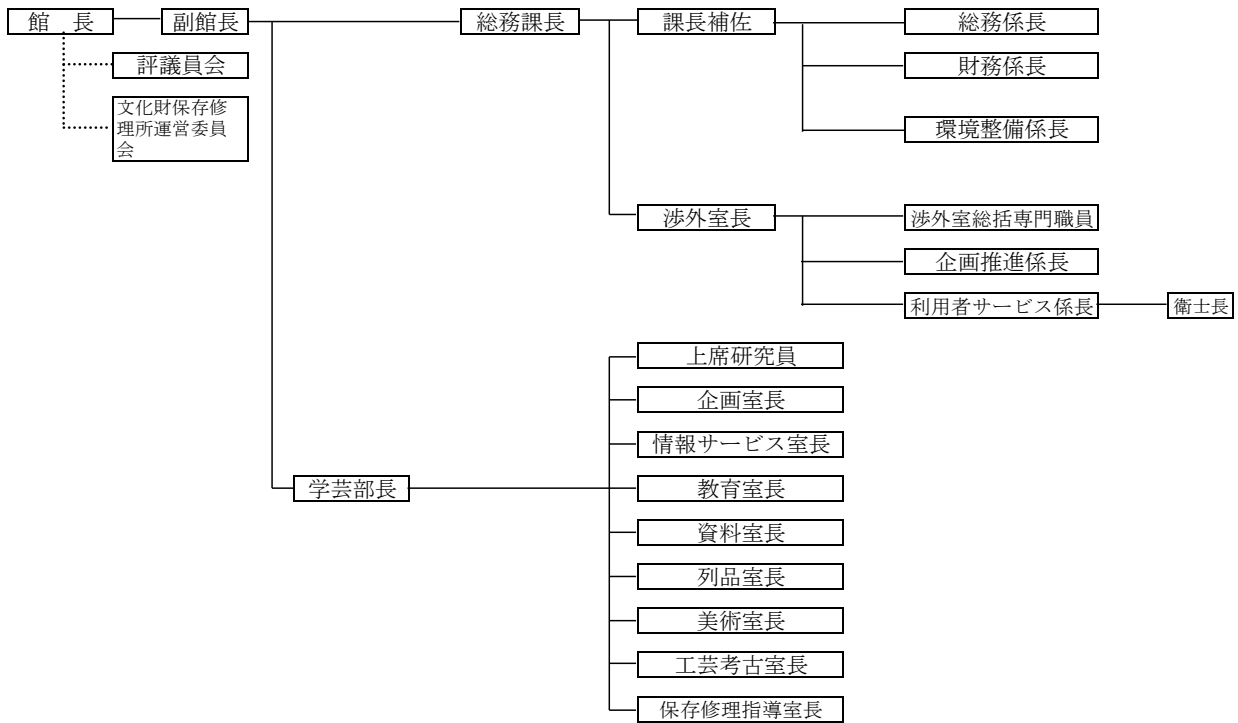 館　長
副館長
総務課長
課長補佐
総務係長
評議員会
財務係長
文化財保存修
理所運営委員
会
環境整備係長
渉外室長
渉外室総括専門職員
企画推進係長
利用者サービス係長
衛士長
上席研究員
企画室長
情報サービス室長
学芸部長
教育室長
資料室長
列品室長
美術室長
工芸考古室長
保存修理指導室長